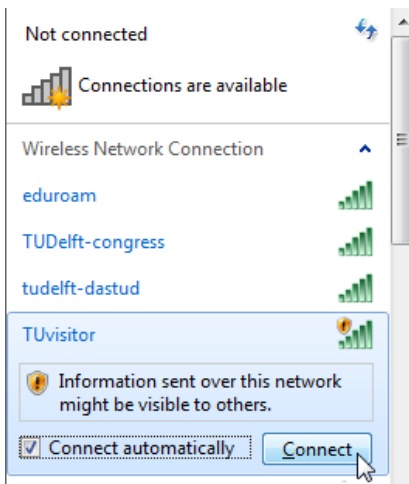 Not connected
Connections are available
Wireless Network Connection
eduroam
TUDelft-congress
tudelft-dastud
TUvisitor
Information sent over this network
might be visible to others.
Connect automatically
Connect